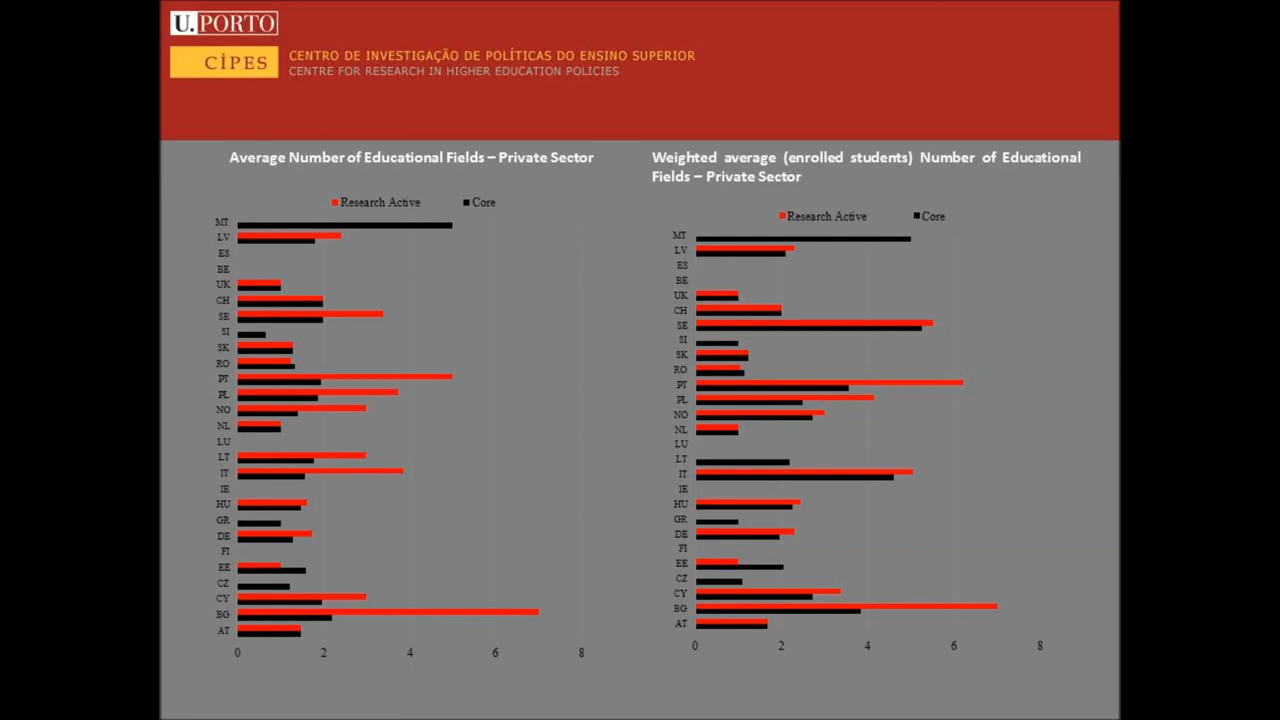 U.PORTO
CİPES
CENTRO DE INVESTIGAÇÃO DE POLÍTICAS DO ENSINO SUPERIOR
CENTRE FOR RESEARCH IN HIGHER EDUCATION POLICIES
Average Number of Educational Fields – Private Sector
Research Active
Core
MT
LV
ES
BE
UK
CH
SE
SI
SK
RO
PT
PL
NO
NL
LU
LT
IT
IE
HU
GR
DE
FI
EE
CZ
CY
BG
AT
0 2 4 6 8
Weighted average (enrolled students) Number of Educational
Fields – Private Sector
Research Active
Core
MT
LV
ES
BE
UK
CH
SE
SI
SK
RO
PT
PL
NO
NL
LU
LT
IT
IE
HU
GR
DE
FI
EE
CZ
CY
BG
AT
0 2 4 6 8